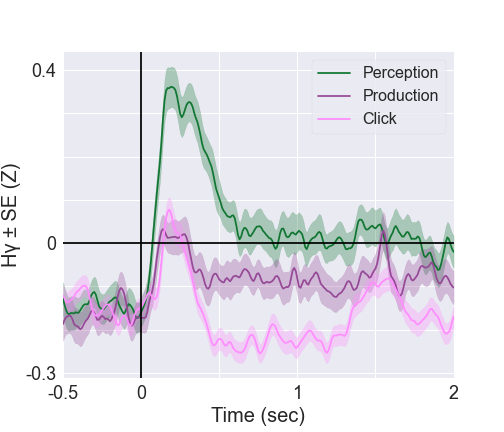 0.4
0
-0.3
Hγ ± SE (Z)
Perception
Production
Click
-0.5
0
1
2
Time (sec)